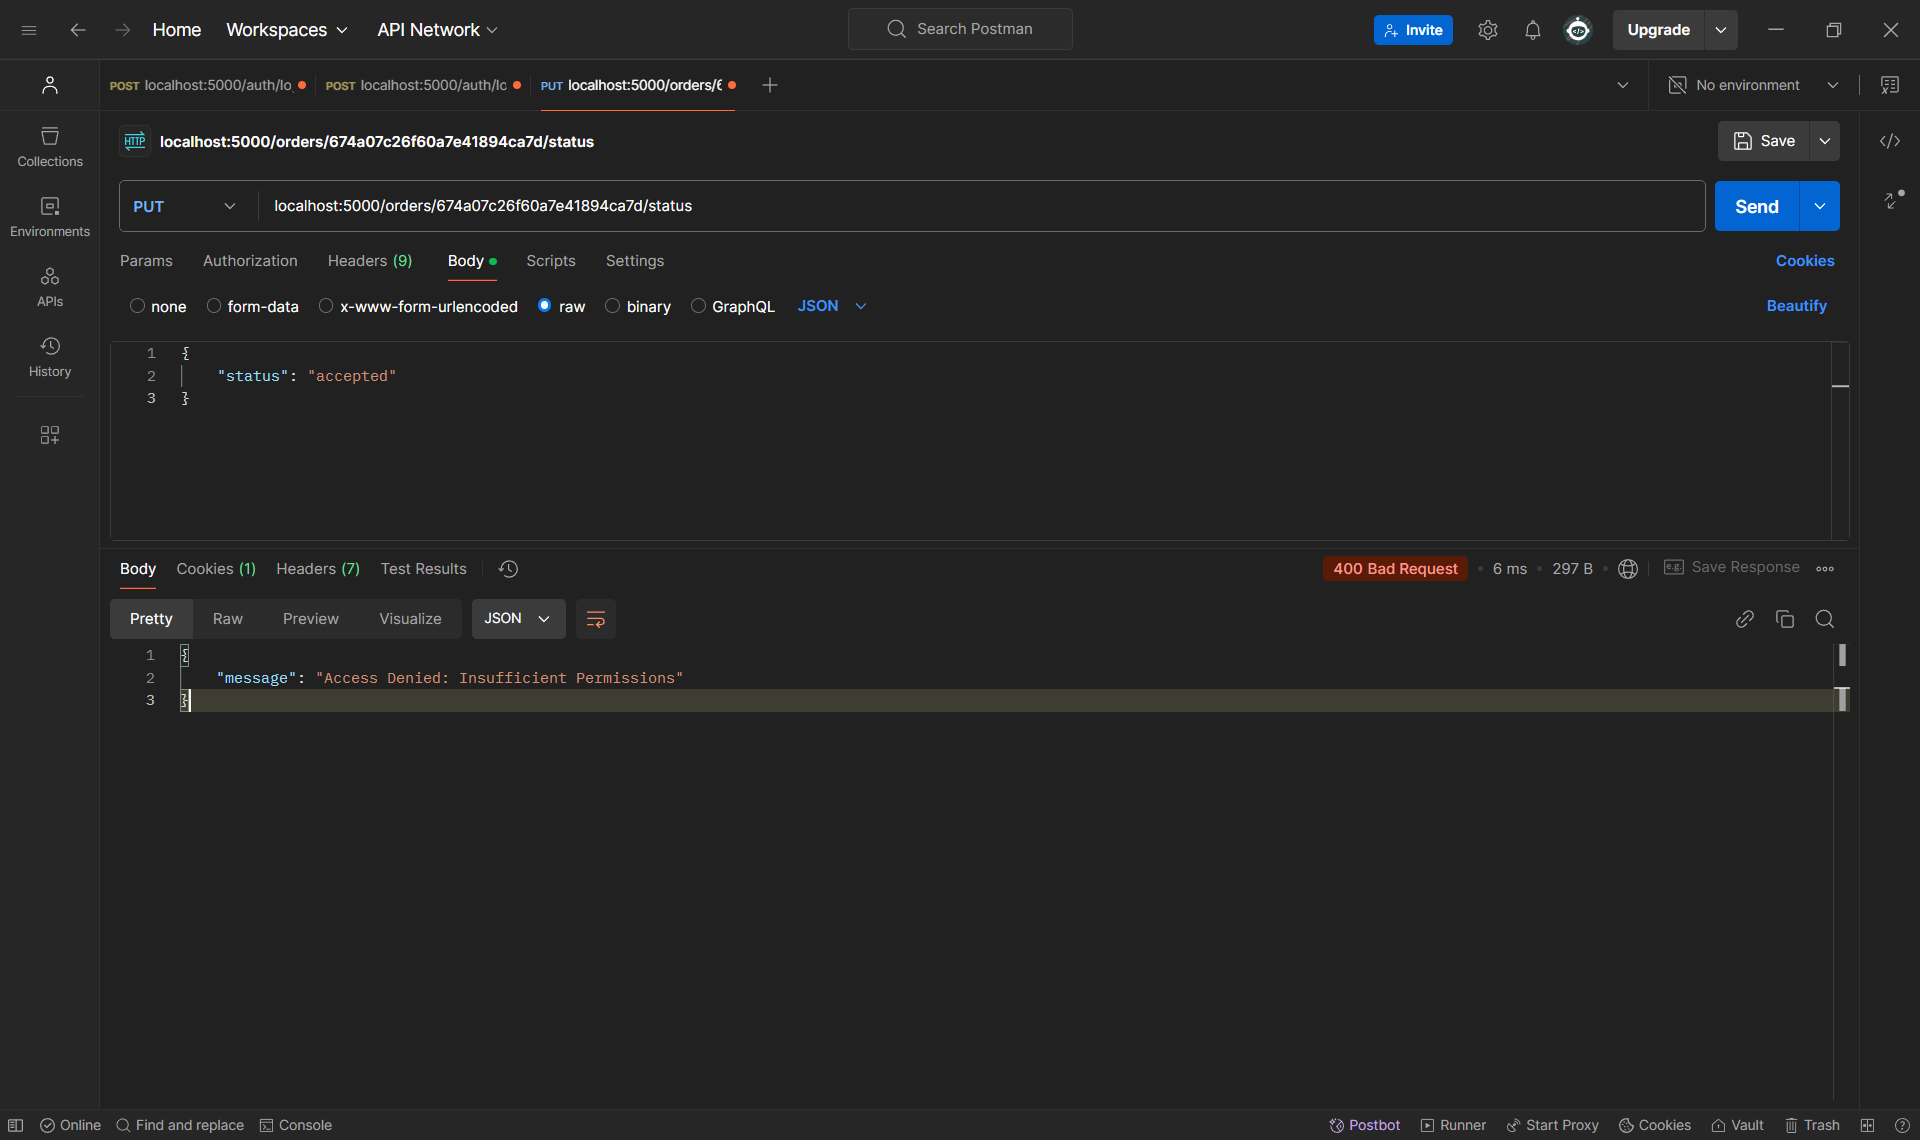 Home Workspaces API Network Search Postman Invite Upgrade
POST localhost:5000/auth/lo POST localhost:5000/auth/lo PUT localhost:5000/orders/6 No environment
HTTP localhost:5000/orders/674a07c26f60a7e41894ca7d/status Save
Collections
PUT localhost:5000/orders/674a07c26f60a7e41894ca7d/status Send
Environments
Params Authorization Headers (9) Body Scripts Settings Cookies
APIs
none form-data x-www-form-urlencoded raw binary GraphQL JSON Beautify
History
1 {
2 "status": "accepted"
3 }
Body Cookies (1) Headers (7) Test Results 400 Bad Request 6 ms 297 B e.g. Save Response
Pretty Raw Preview Visualize JSON
1 {
2 "message": "Access Denied: Insufficient Permissions"
3 }
Online Find and replace Console Postbot Runner Start Proxy Cookies Vault Trash